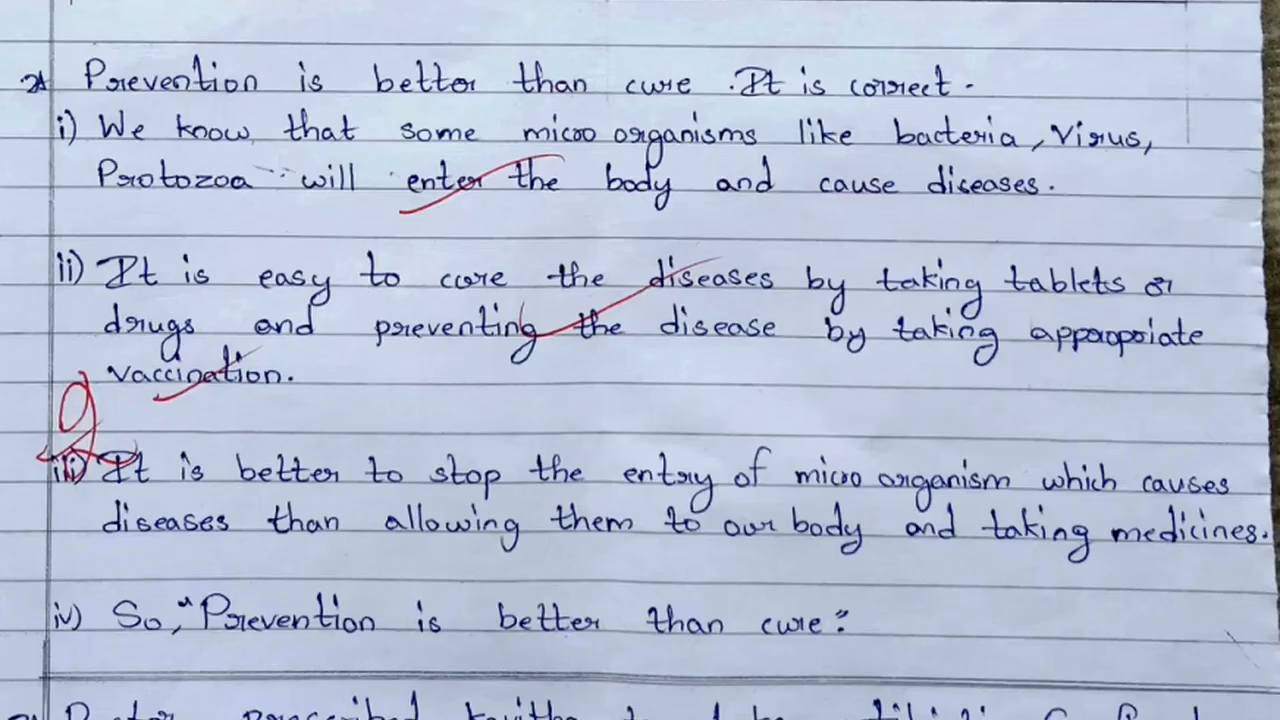 Prevention is better than cure. It is correct.
i) We know that some micro organisms like bacteria, Virus,
Protozoa will enter the body and cause diseases.
ii) It is easy to cure the diseases by taking tablets or
drugs and preventing the disease by taking appropriate
vaccination.
iii) It is better to stop the entry of micro organism which causes
diseases than allowing them to our body and taking medicines.
iv) So, "Prevention is better than cure"
prescribed